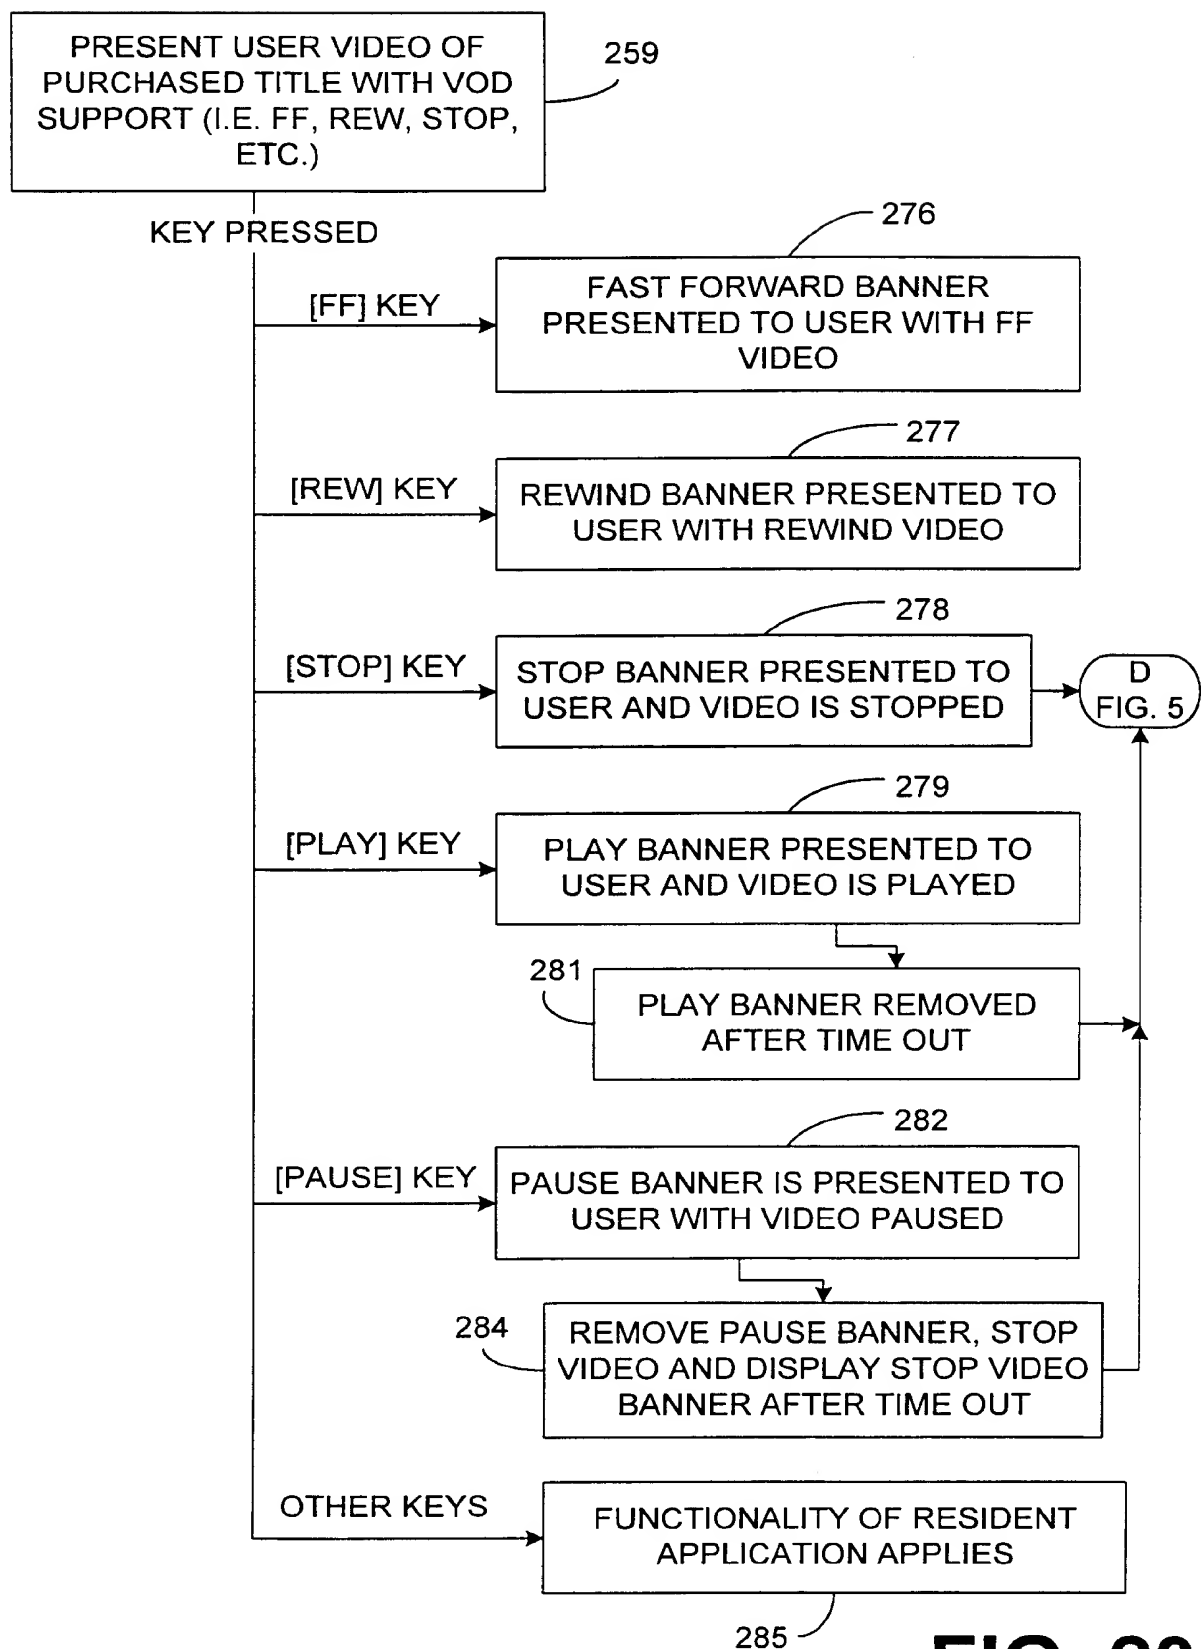 PRESENT USER VIDEO OF
PURCHASED TITLE WITH VOD
SUPPORT (I.E. FF, REW, STOP,
ETC.)
259
KEY PRESSED
276
[FF] KEY
FAST FORWARD BANNER
PRESENTED TO USER WITH FF
VIDEO
277
[REW] KEY
REWIND BANNER PRESENTED TO
USER WITH REWIND VIDEO
278
[STOP] KEY
STOP BANNER PRESENTED TO
USER AND VIDEO IS STOPPED
D
FIG. 5
279
[PLAY] KEY
PLAY BANNER PRESENTED TO
USER AND VIDEO IS PLAYED
281
PLAY BANNER REMOVED
AFTER TIME OUT
282
[PAUSE] KEY
PAUSE BANNER IS PRESENTED TO
USER WITH VIDEO PAUSED
284
REMOVE PAUSE BANNER, STOP
VIDEO AND DISPLAY STOP VIDEO
BANNER AFTER TIME OUT
OTHER KEYS
FUNCTIONALITY OF RESIDENT
APPLICATION APPLIES
285
FIG.